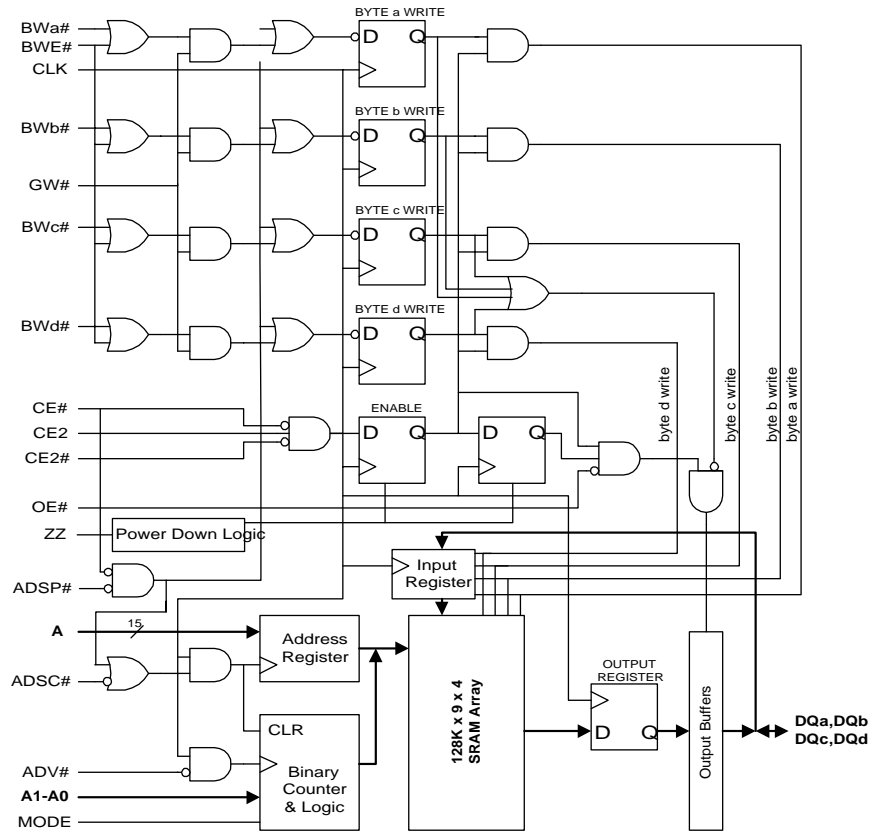 BYTE a WRITE
BWa#
D Q
BWE#
CLK
BYTE b WRITE
BWb#
D Q
GW#
BYTE c WRITE
BWc#
D Q
BYTE d WRITE
BWd#
D Q
byte d write
byte c write
byte b write
byte a write
CE#
ENABLE
CE2
D Q
D Q
CE2#
OE#
ZZ
Power Down Logic
Input
Register
ADSP#
A
15
Address
Register
ADSC#
OUTPUT
REGISTER
128K x 9 x 4
SRAM Array
D Q
Output Buffers
DQa,DQb
DQc,DQd
CLR
ADV#
Binary
Counter
& Logic
A1-A0
MODE